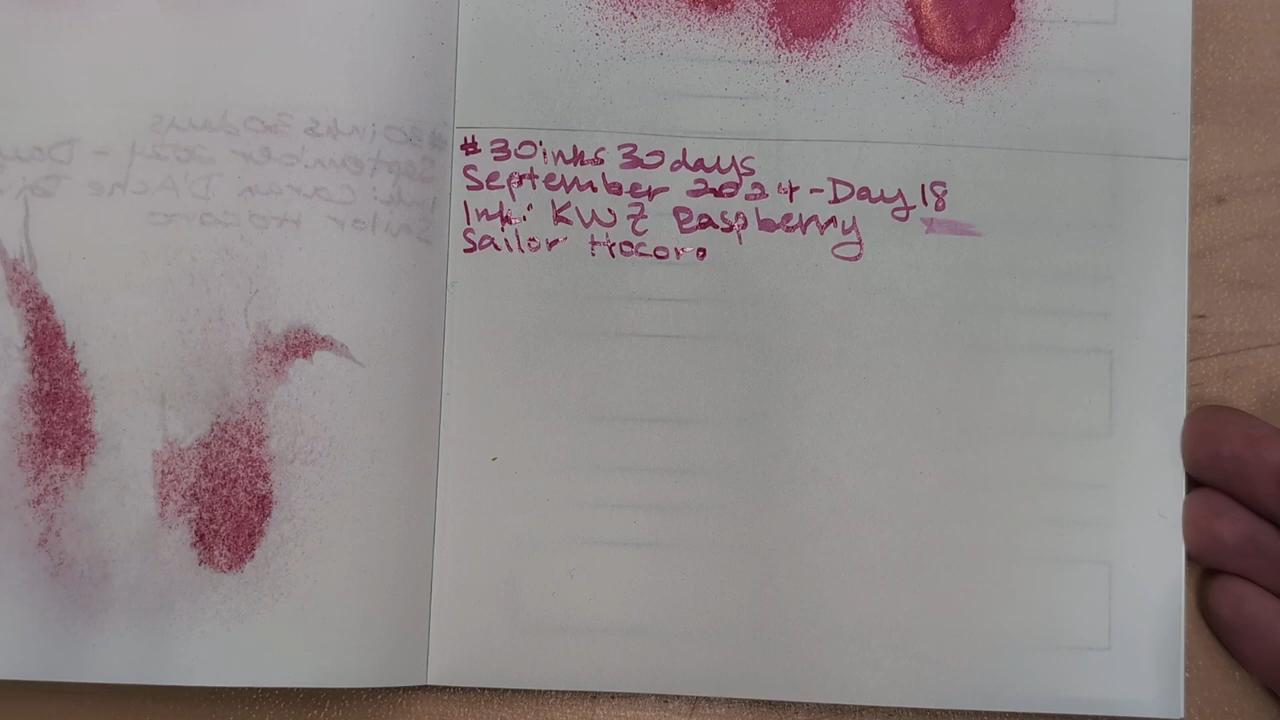 #30inks 30days
September 2024 - Day 18
Ink: KWZ Raspberry
Sailor Hocoro